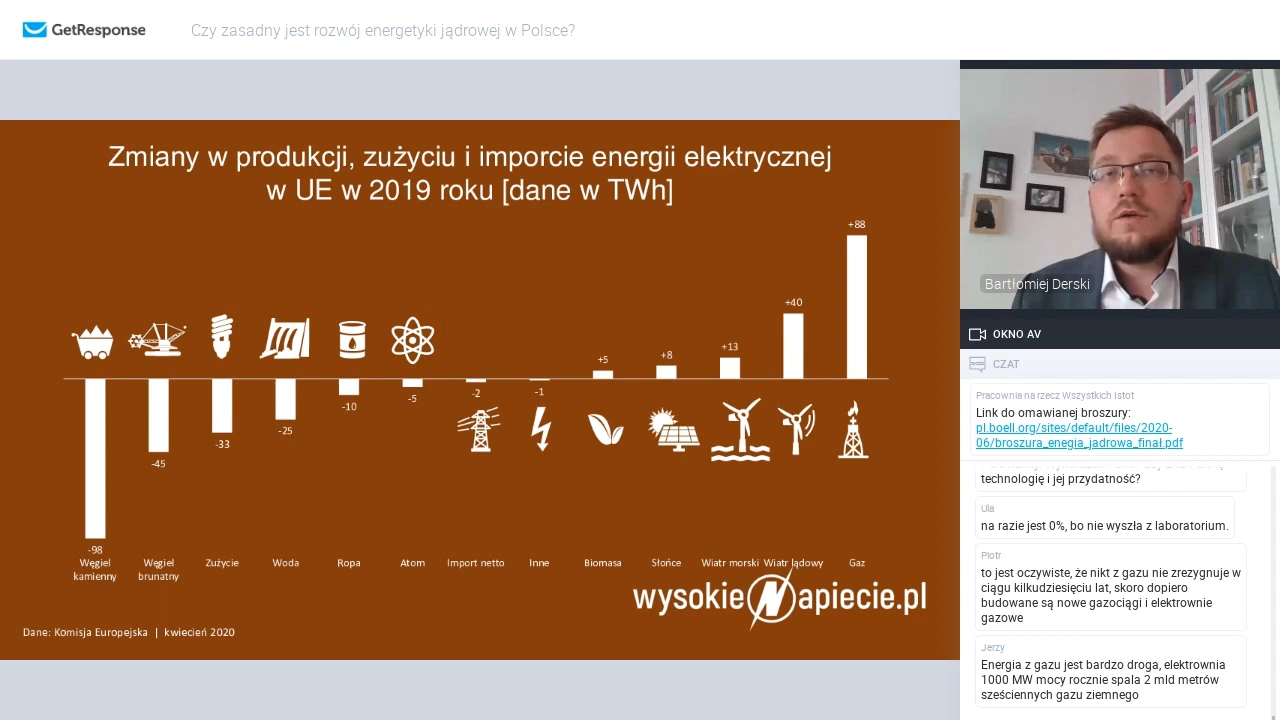 GetResponse
Czy zasadny jest rozwój energetyki jądrowej w Polsce?
Zmiany w produkcji, zużyciu i imporcie energii elektrycznej
w UE w 2019 roku [dane w TWh]
+88
+40
+13
+8
+5
-1
-2
-5
-10
-25
-33
-45
-98
Węgiel
kamienny
Węgiel
brunatny
Zużycie
Woda
Ropa
Atom
Import netto
Inne
Biomasa
Słońce
Wiatr morski
Wiatr lądowy
Gaz
wysokieNapiecie.pl
Dane: Komisja Europejska | kwiecień 2020
Bartłomiej Derski
OKNO AV
CZAT
Pracownia na rzecz Wszystkich Istot
Link do omawianej broszury:
pl.boell.org/sites/default/files/2020-
06/broszura_enegia_jadrowa_finał.pdf
technologię i jej przydatność?
Ula
na razie jest 0%, bo nie wyszła z laboratorium.
Piotr
to jest oczywiste, że nikt z gazu nie zrezygnuje w
ciągu kilkudziesięciu lat, skoro dopiero
budowane są nowe gazociągi i elektrownie
gazowe
Jerzy
Energia z gazu jest bardzo droga, elektrownia
1000 MW mocy rocznie spala 2 mld metrów
sześciennych gazu ziemnego